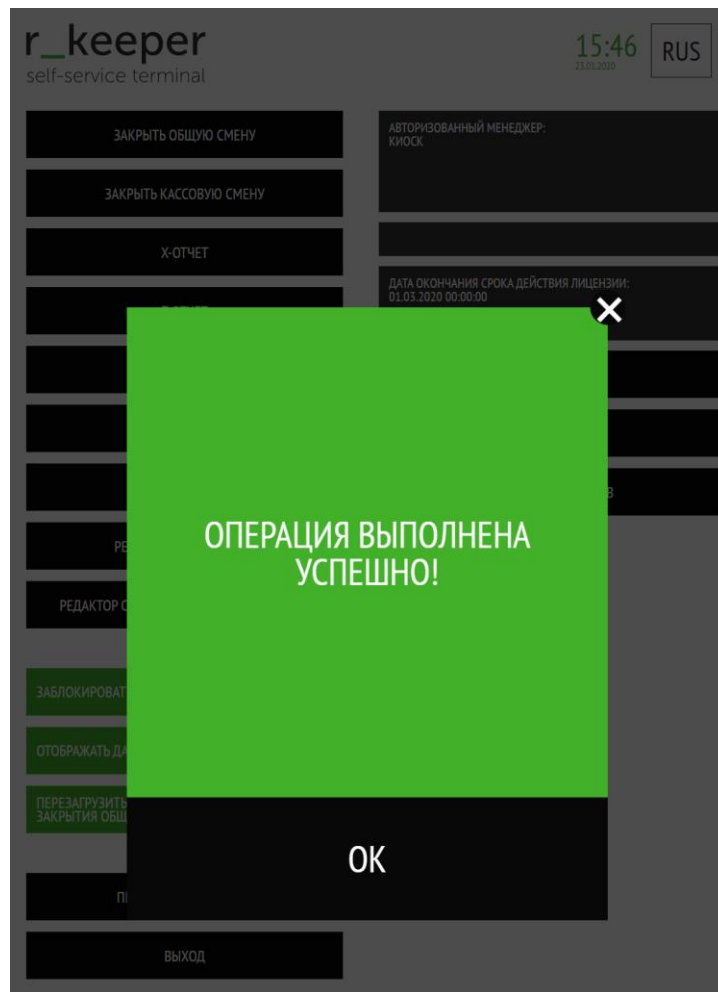 r_keeper
self-service terminal
15:46
23.01.2020
RUS
ЗАКРЫТЬ ОБЩУЮ СМЕНУ
ЗАКРЫТЬ КАССОВУЮ СМЕНУ
X-ОТЧЕТ
АВТОРИЗОВАННЫЙ МЕНЕДЖЕР:
КИОСК
ДАТА ОКОНЧАНИЯ СРОКА ДЕЙСТВИЯ ЛИЦЕНЗИИ:
01.03.2020 00:00:00
ОПЕРАЦИЯ ВЫПОЛНЕНА
УСПЕШНО!
OK
РЕДАКТОР
ЗАБЛОКИРОВАТ
ОТОБРАЖАТЬ ДА
ПЕРЕЗАГРУЗИТЬ
ЗАКРЫТИЯ ОБЩ
ВЫХОД